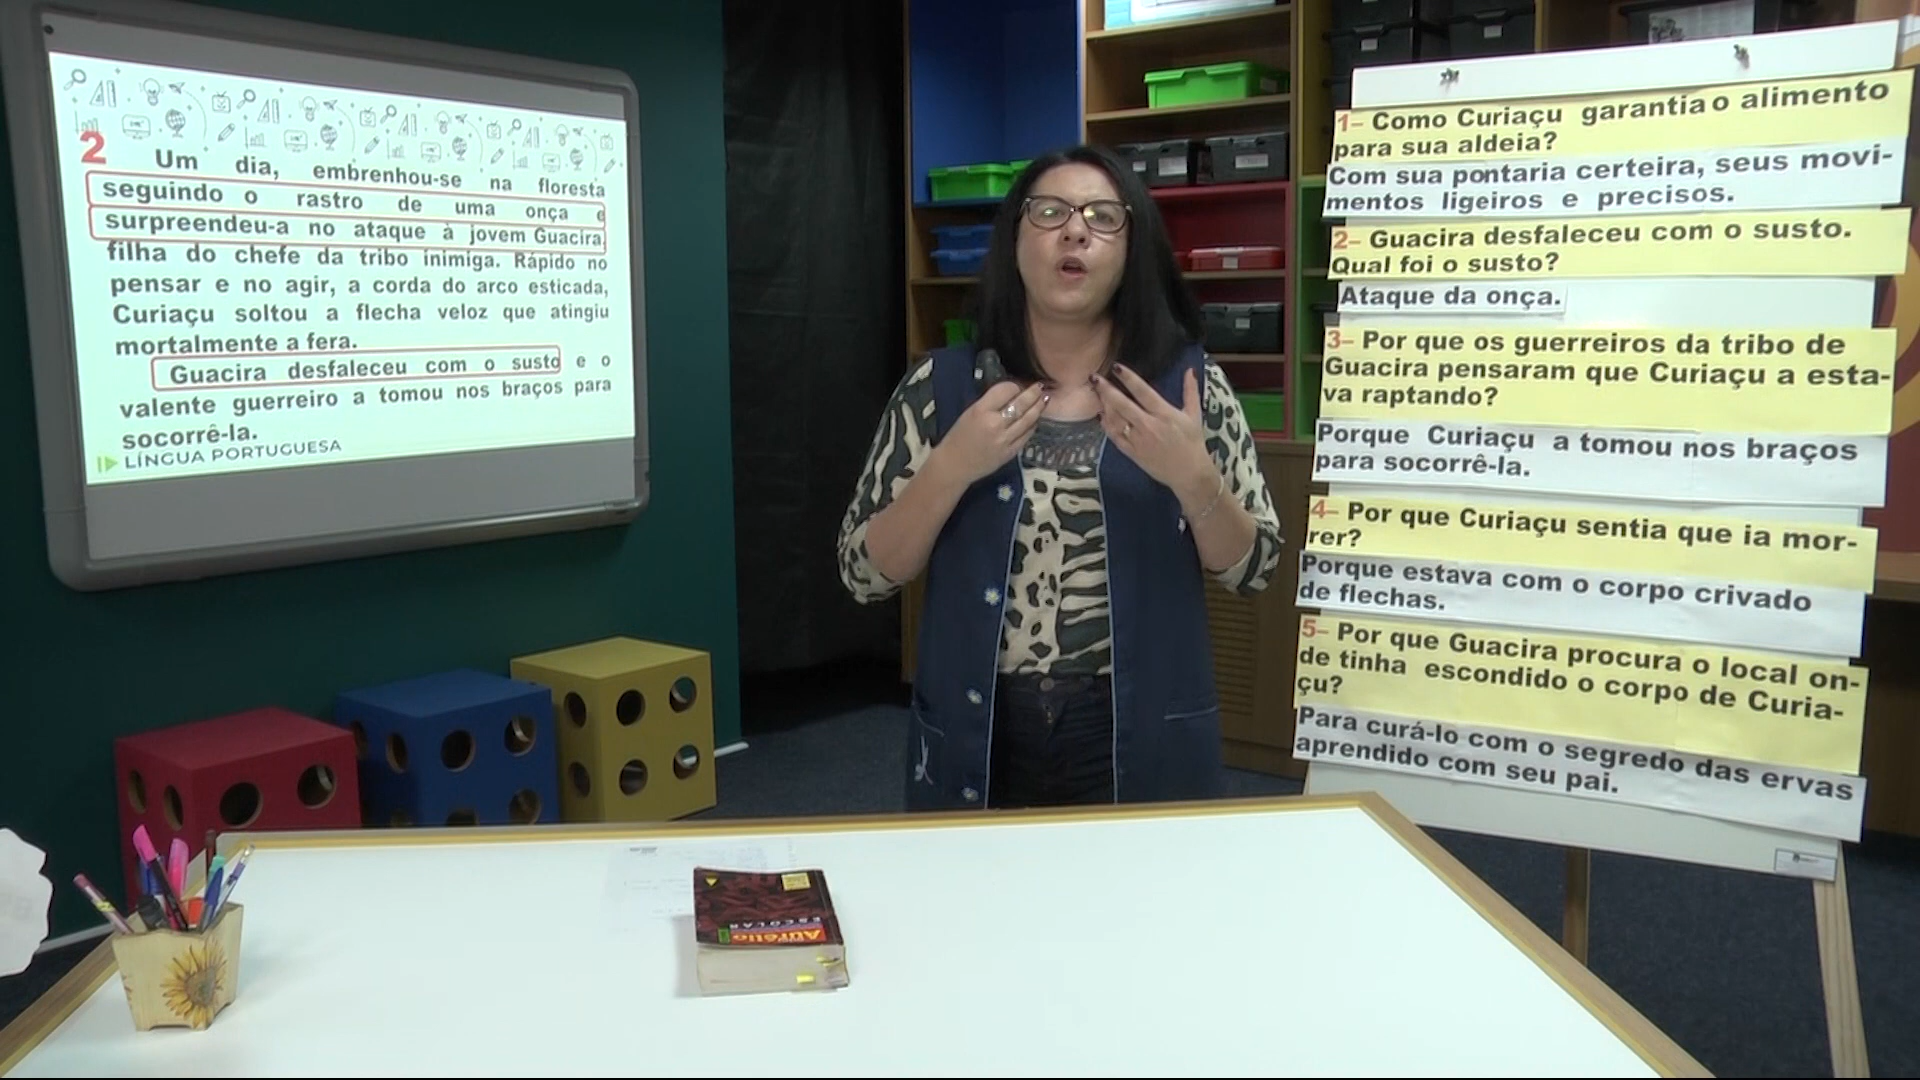 2
Um dia, embrenhou-se na floresta
seguindo o rastro de uma onça e
surpreendeu-a no ataque à jovem Guacira,
filha do chefe da tribo inimiga. Rápido no
pensar e no agir, a corda do arco esticada,
Curiaçu soltou a flecha veloz que atingiu
mortalmente a fera.
Guacira desfaleceu com o susto e o
valente guerreiro a tomou nos braços para
socorrê-la.
LÍNGUA PORTUGUESA
1– Como Curiaçu garantia o alimento
para sua aldeia?
Com sua pontaria certeira, seus movi-
mentos ligeiros e precisos.
2– Guacira desfaleceu com o susto.
Qual foi o susto?
Ataque da onça.
3– Por que os guerreiros da tribo de
Guacira pensaram que Curiaçu a esta-
va raptando?
Porque Curiaçu a tomou nos braços
para socorrê-la.
4– Por que Curiaçu sentia que ia mor-
rer?
Porque estava com o corpo crivado
de flechas.
5– Por que Guacira procura o local on-
de tinha escondido o corpo de Curia-
çu?
Para curá-lo com o segredo das ervas
aprendido com seu pai.
ESCOLAR
Aurélio